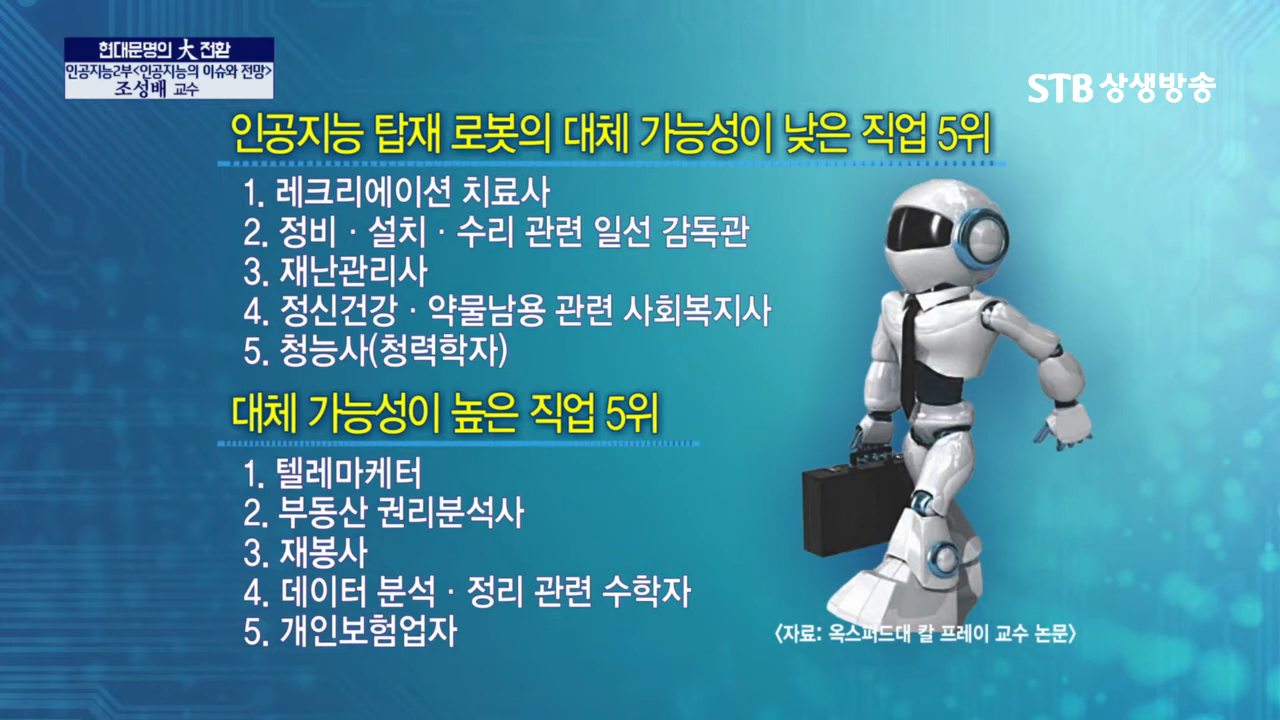 현대문명의 大 전환
인공지능2부<인공지능의 이슈와 전망>
조성배 교수
STB 상생방송
인공지능 탑재 로봇의 대체 가능성이 낮은 직업 5위
1. 레크리에이션 치료사
2. 정비 · 설치 · 수리 관련 일선 감독관
3. 재난관리사
4. 정신건강 · 약물남용 관련 사회복지사
5. 청능사(청력학자)
대체 가능성이 높은 직업 5위
1. 텔레마케터
2. 부동산 권리분석사
3. 재봉사
4. 데이터 분석 · 정리 관련 수학자
5. 개인보험업자
<자료: 옥스퍼드대 칼 프레이 교수 논문>